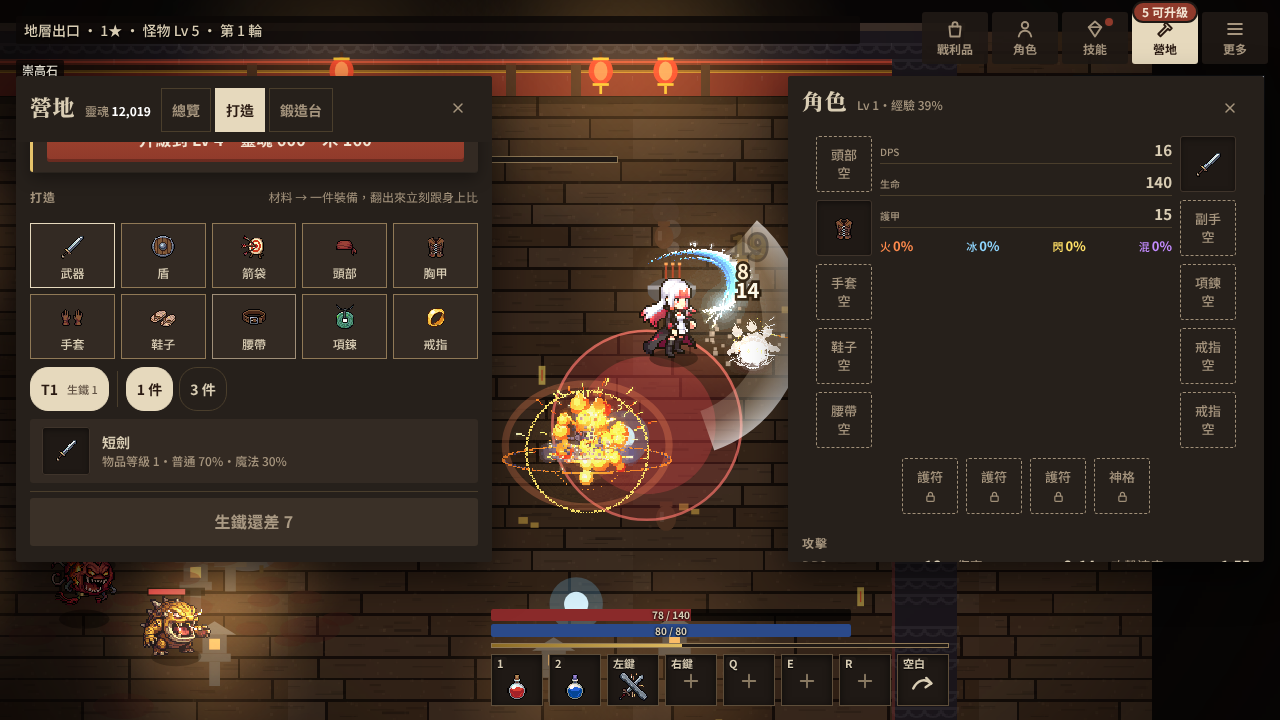 地層出口 • 1★ • 怪物 Lv 5 • 第 1 輪
5 可升級
戰利品
角色
技能
營地
更多
崇高石
營地
靈魂 12,019
總覽
打造
鍛造台
打造
材料 → 一件裝備，翻出來立刻跟身上比
武器
盾
箭袋
頭部
胸甲
手套
鞋子
腰帶
項鍊
戒指
T1 生鐵 1
1 件
3 件
短劍
物品等級 1・普通 70%・魔法 30%
生鐵還差 7
19
8
14
角色
Lv 1・經驗 39%
頭部
空
DPS 16
生命 140
護甲 15
火 0% 冰 0% 閃 0% 混 0%
副手
空
手套
空
項鍊
空
鞋子
空
戒指
空
腰帶
空
戒指
空
護符
護符
護符
神格
攻擊
78 / 140
80 / 80
1
2
左鍵
右鍵
Q
E
R
空白